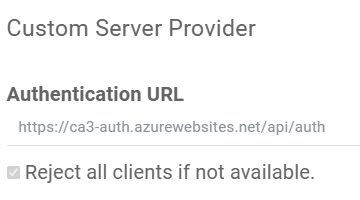 Custom Server Provider
Authentication URL
https://ca3-auth.azurewebsites.net/api/auth
Reject all clients if not available.